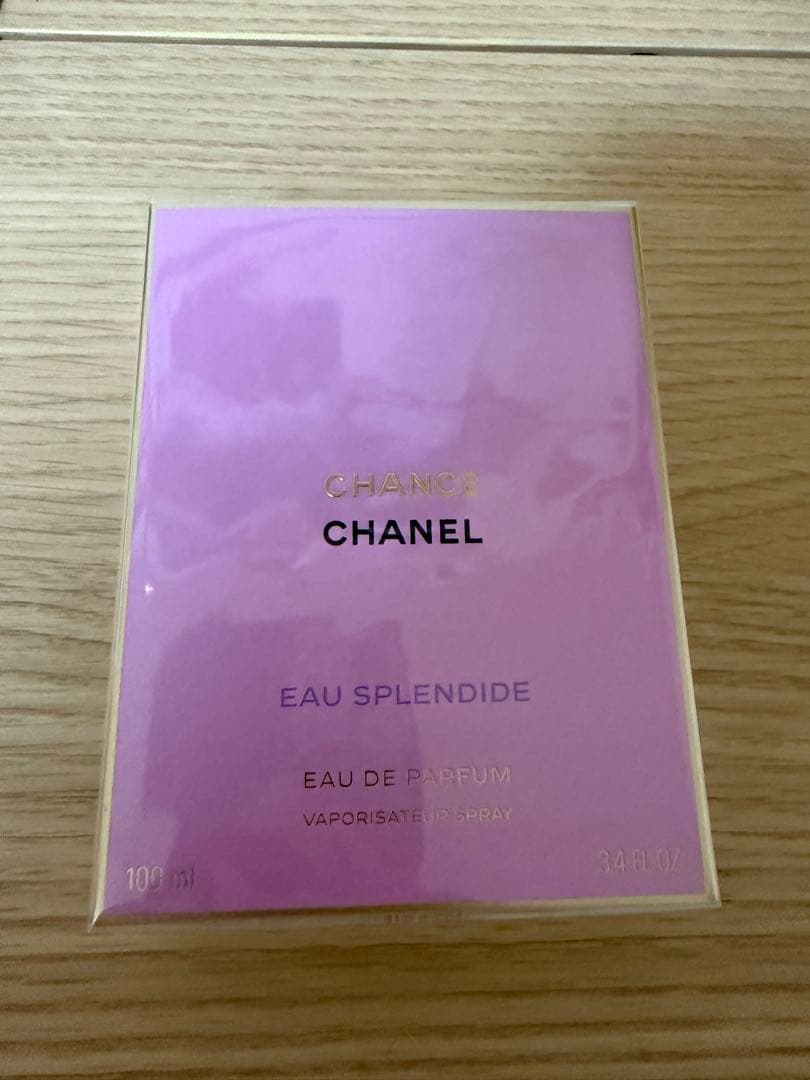 CHANCE
CHANEL
EAU SPLENDIDE
EAU DE PARFUM
VAPORISATEUR SPRAY
100 ml
3.4 FL.OZ